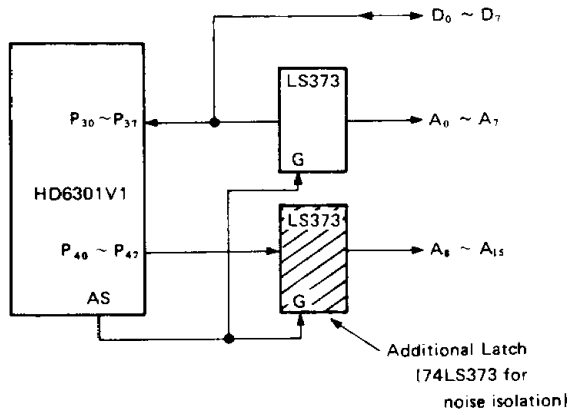 D₀ ~ D₇
LS373
P₃₀ ~ P₃₇
A₀ ~ A₇
G
HD6301V1
LS373
P₄₀ ~ P₄₇
A₈ ~ A₁₅
AS
G
Additional Latch
(74LS373 for
noise isolation)